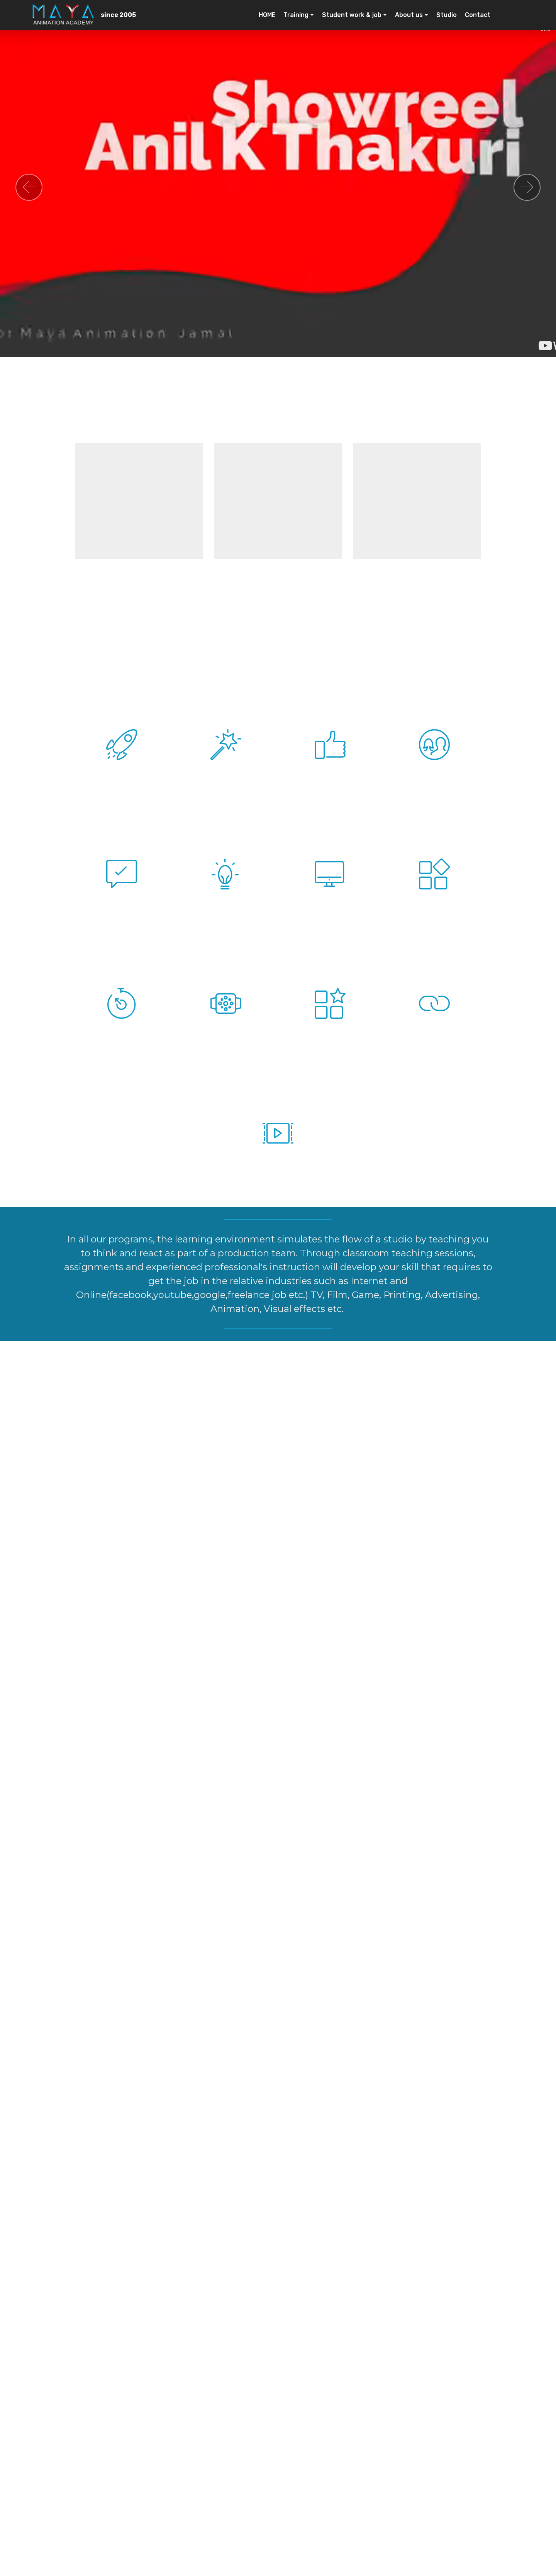 MAYA
ANIMATION ACADEMY
since 2005
HOME Training Student work & job About us Studio Contact
Showreel
Anil K Thakuri
or Maya Animation Jamal
In all our programs, the learning environment simulates the flow of a studio by teaching you
to think and react as part of a production team. Through classroom teaching sessions,
assignments and experienced professional's instruction will develop your skill that requires to
get the job in the relative industries such as Internet and
Online(facebook,youtube,google,freelance job etc.) TV, Film, Game, Printing, Advertising,
Animation, Visual effects etc.